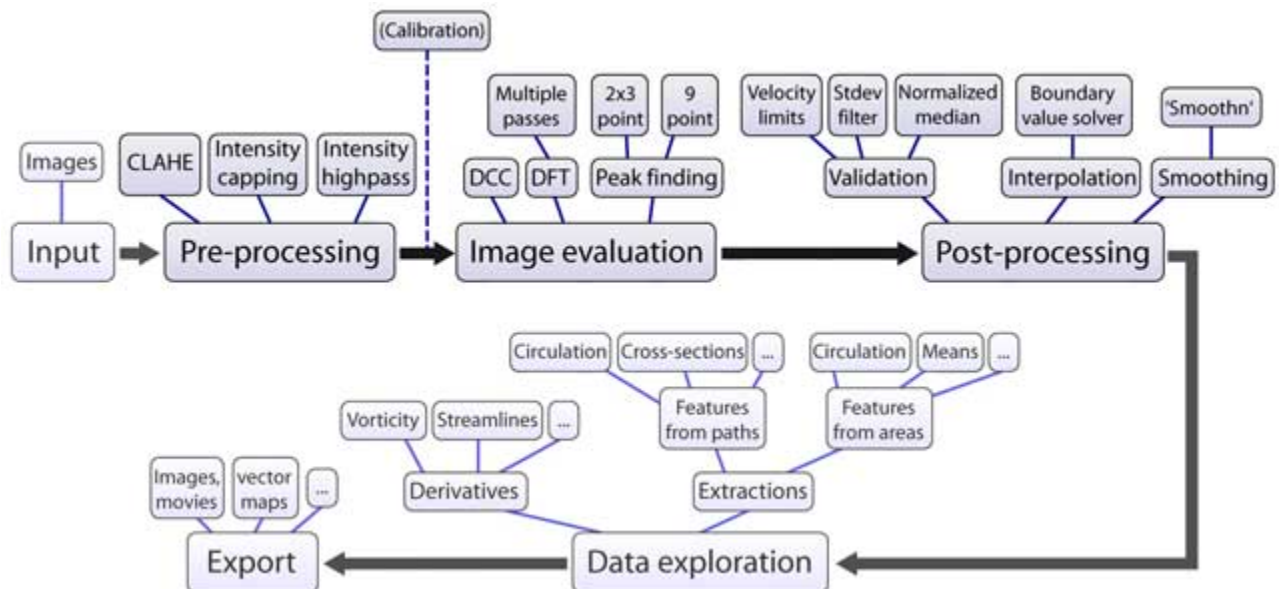 (Calibration)
Images
CLAHE
Intensity
capping
Intensity
highpass
Multiple
passes
2x3
point
9
point
DCC
DFT
Peak finding
Velocity
limits
Stdev
filter
Normalized
median
Boundary
value solver
'Smoothn'
Validation
Interpolation
Smoothing
Input
Pre-processing
Image evaluation
Post-processing
Circulation
Cross-sections
...
Circulation
Means
...
Features
from paths
Features
from areas
Vorticity
Streamlines
...
Derivatives
Extractions
Images,
movies
vector
maps
...
Export
Data exploration